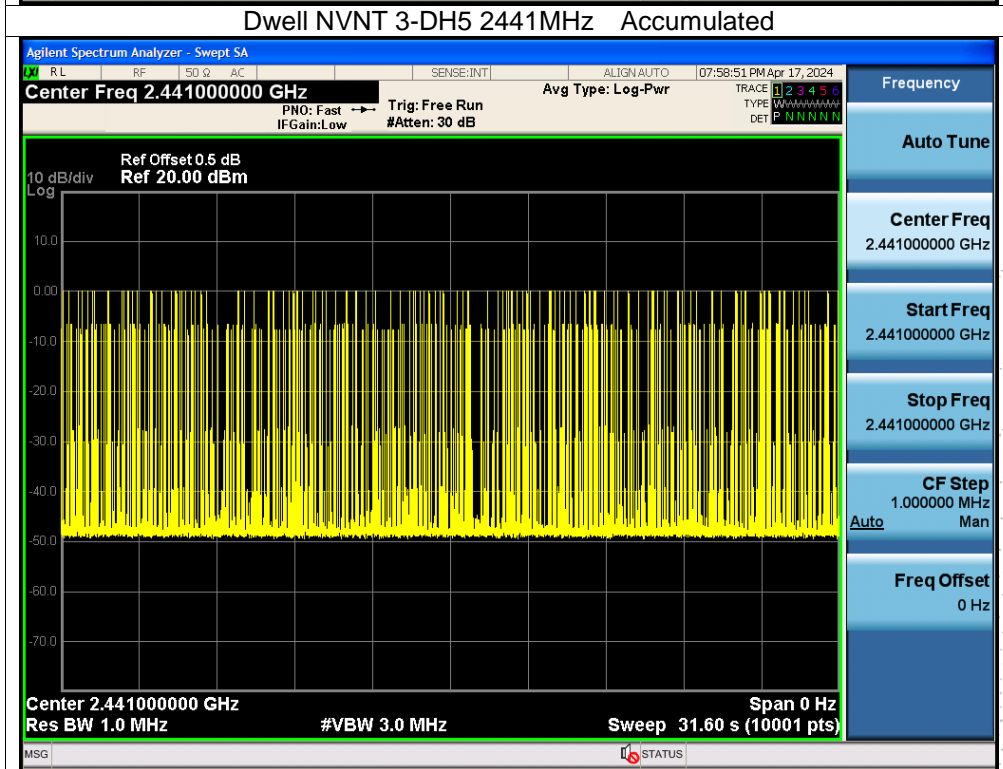 Dwell NVNT 3-DH5 2441MHz Accumulated
Agilent Spectrum Analyzer - Swept SA
LXI RL RF 50 Ω AC SENSE:INT ALIGN AUTO 07:58:51 PM Apr 17, 2024
Center Freq 2.441000000 GHz
PNO: Fast
IFGain:Low
Trig: Free Run
#Atten: 30 dB
Avg Type: Log-Pwr
TRACE 1 2 3 4 5 6
TYPE WWWWWW
DET P N N N N N
Frequency
Auto Tune
Center Freq
2.441000000 GHz
Start Freq
2.441000000 GHz
Stop Freq
2.441000000 GHz
CF Step
1.000000 MHz
Auto Man
Freq Offset
0 Hz
Ref Offset 0.5 dB
10 dB/div Ref 20.00 dBm
Log
10.0
0.00
-10.0
-20.0
-30.0
-40.0
-50.0
-60.0
-70.0
Center 2.441000000 GHz Span 0 Hz
Res BW 1.0 MHz #VBW 3.0 MHz Sweep 31.60 s (10001 pts)
MSG STATUS